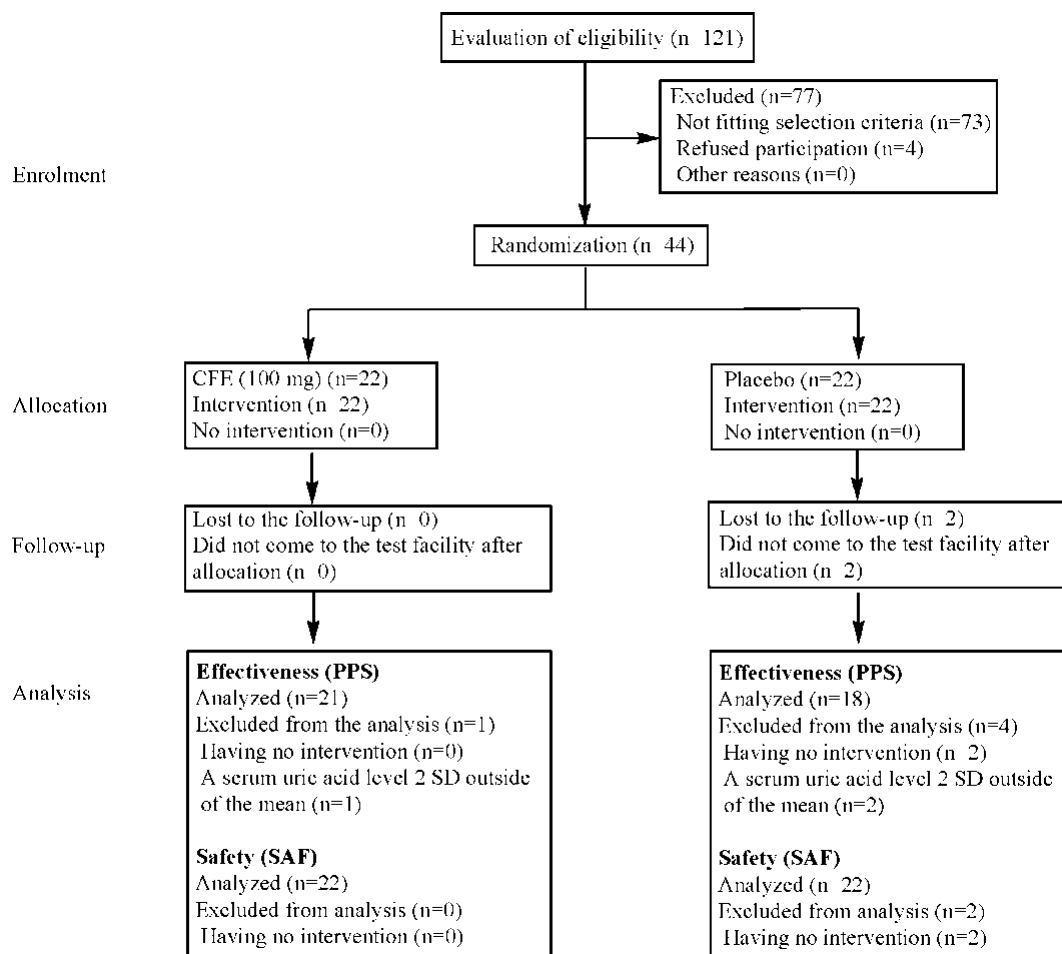 Evaluation of eligibility (n 121)
Excluded (n=77)
Not fitting selection criteria (n=73)
Refused participation (n=4)
Other reasons (n=0)
Enrolment
Randomization (n 44)
Allocation
CFE (100 mg) (n=22)
Intervention (n 22)
No intervention (n=0)
Placebo (n=22)
Intervention (n=22)
No intervention (n=0)
Follow-up
Lost to the follow-up (n 0)
Did not come to the test facility after
allocation (n 0)
Lost to the follow-up (n 2)
Did not come to the test facility after
allocation (n 2)
Analysis
Effectiveness (PPS)
Analyzed (n=21)
Excluded from the analysis (n=1)
Having no intervention (n=0)
A serum uric acid level 2 SD outside
of the mean (n=1)
Safety (SAF)
Analyzed (n=22)
Excluded from analysis (n=0)
Having no intervention (n=0)
Effectiveness (PPS)
Analyzed (n=18)
Excluded from the analysis (n=4)
Having no intervention (n 2)
A serum uric acid level 2 SD outside
of the mean (n=2)
Safety (SAF)
Analyzed (n 22)
Excluded from analysis (n=2)
Having no intervention (n=2)